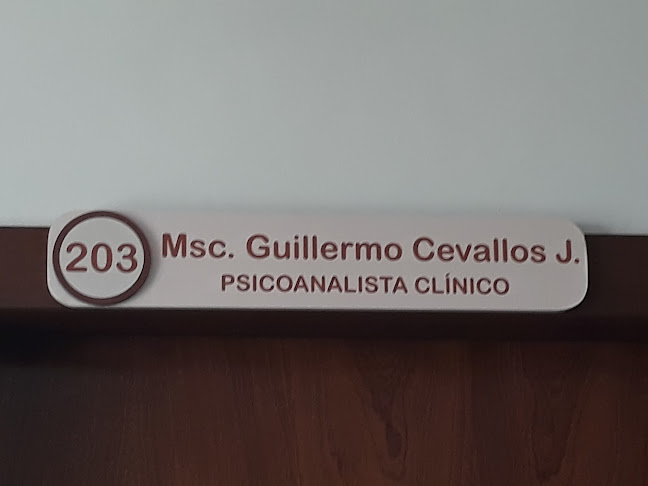 203
Msc. Guillermo Cevallos J.
PSICOANALISTA CLÍNICO